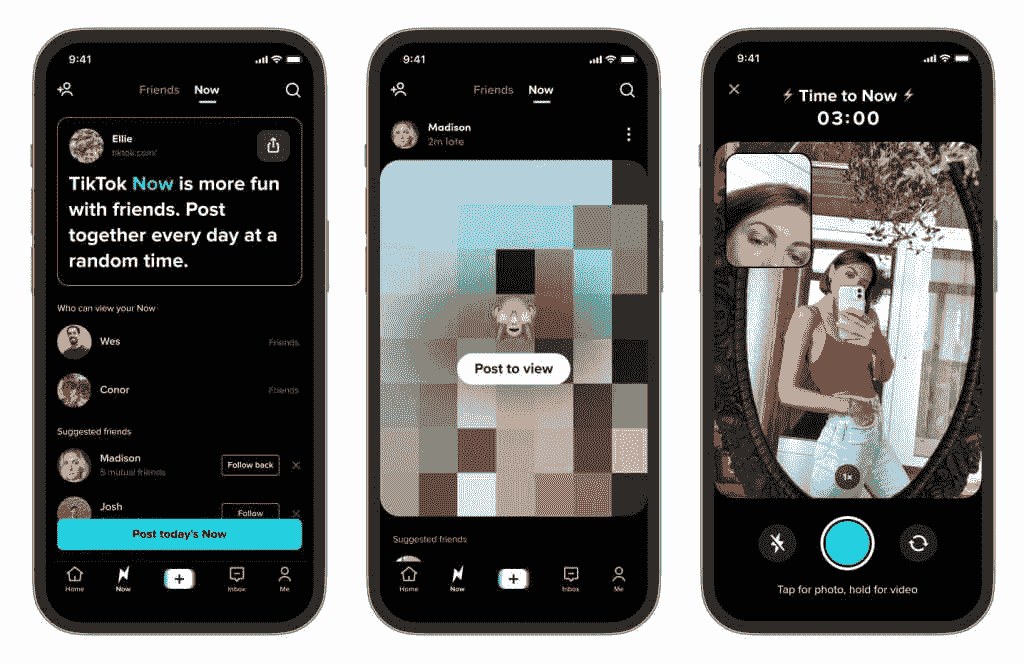 9:41
Friends Now
Ellie
tiktok.com/
TikTok Now is more fun
with friends. Post
together every day at a
random time.
Who can view your Now
Wes
Friends
Conor
Friends
Suggested friends
Madison
5 mutual friends
Follow back
Josh
Follow
Post today's Now
Home
Now
Inbox
Me
9:41
Friends Now
Madison
2m late
Post to view
Suggested friends
Home
Now
Inbox
Me
9:41
Time to Now
03:00
1x
Tap for photo, hold for video